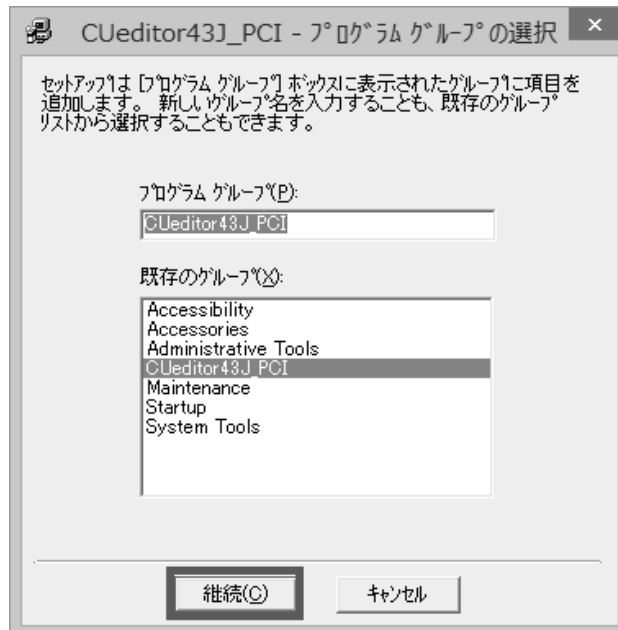 CUeditor43J_PCI - ﾌﾟﾛｸﾞﾗﾑ ｸﾞﾙｰﾌﾟの選択
ｾｯﾄｱｯﾌﾟは [ﾌﾟﾛｸﾞﾗﾑ ｸﾞﾙｰﾌﾟ] ﾎﾞｯｸｽに表示されたｸﾞﾙｰﾌﾟに項目を
追加します。 新しいｸﾞﾙｰﾌﾟ名を入力することも、既存のｸﾞﾙｰﾌﾟ
ﾘｽﾄから選択することもできます。
ﾌﾟﾛｸﾞﾗﾑ ｸﾞﾙｰﾌﾟ(P):
CUeditor43J_PCI
既存のｸﾞﾙｰﾌﾟ(X):
Accessibility
Accessories
Administrative Tools
CUeditor43J_PCI
Maintenance
Startup
System Tools
継続(C) ｷｬﾝｾﾙ